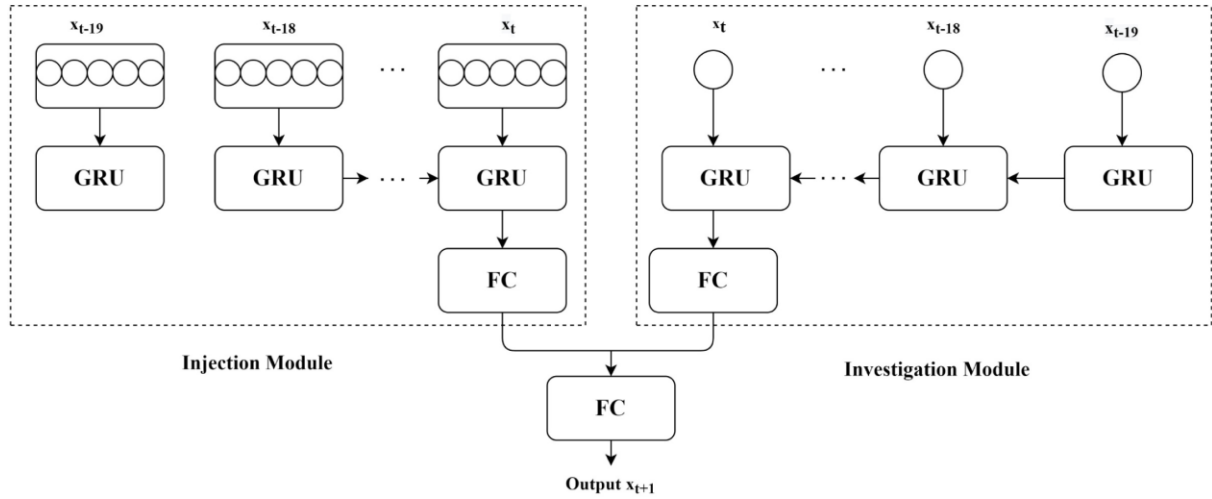 x_{t-19} x_{t-18} ... x_t
GRU GRU ... GRU
FC
Injection Module
x_t ... x_{t-18} x_{t-19}
GRU ... GRU GRU
FC
Investigation Module
FC
Output x_{t+1}